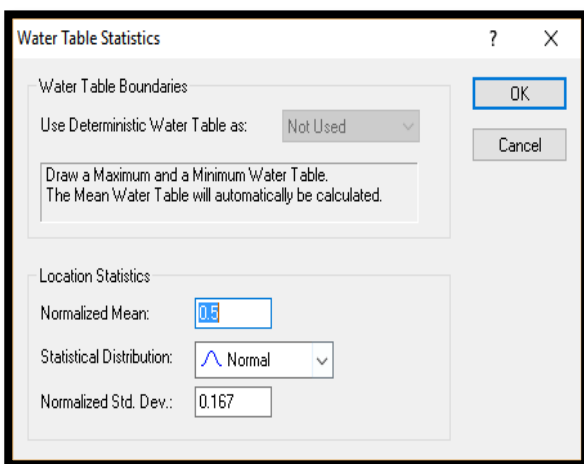 Water Table Statistics ? X
Water Table Boundaries
OK
Use Deterministic Water Table as: Not Used
Cancel
Draw a Maximum and a Minimum Water Table.
The Mean Water Table will automatically be calculated.
Location Statistics
Normalized Mean: 0.5
Statistical Distribution: Normal
Normalized Std. Dev.: 0.167